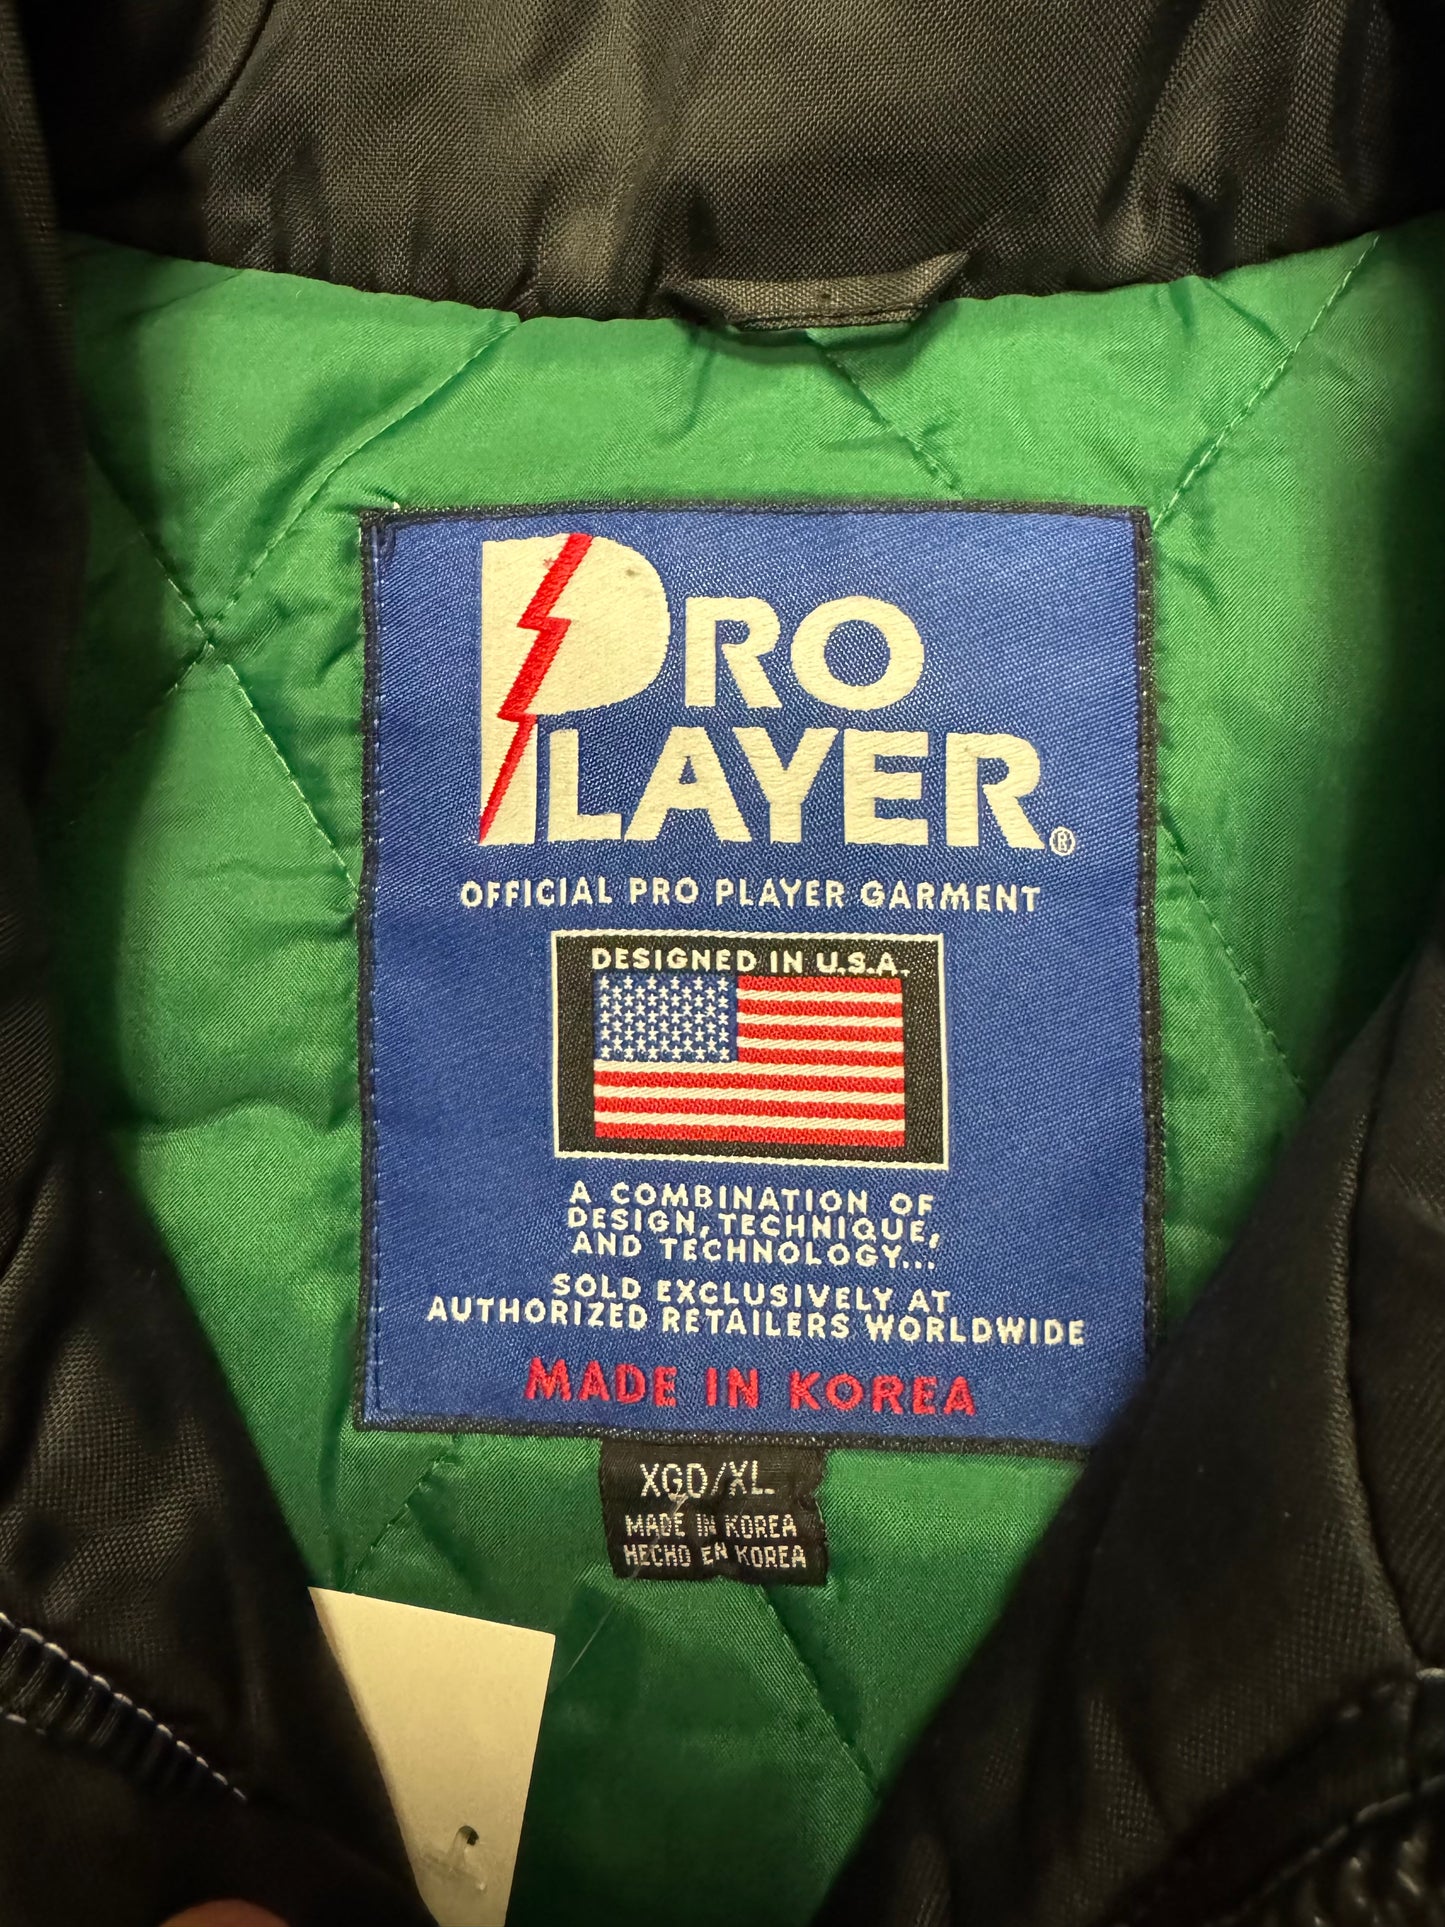 PRO
PLAYER®
OFFICIAL PRO PLAYER GARMENT
DESIGNED IN U.S.A.
A COMBINATION OF
DESIGN, TECHNIQUE,
AND TECHNOLOGY...
SOLD EXCLUSIVELY AT
AUTHORIZED RETAILERS WORLDWIDE
MADE IN KOREA
XGD/XL
MADE IN KOREA
HECHO EN KOREA